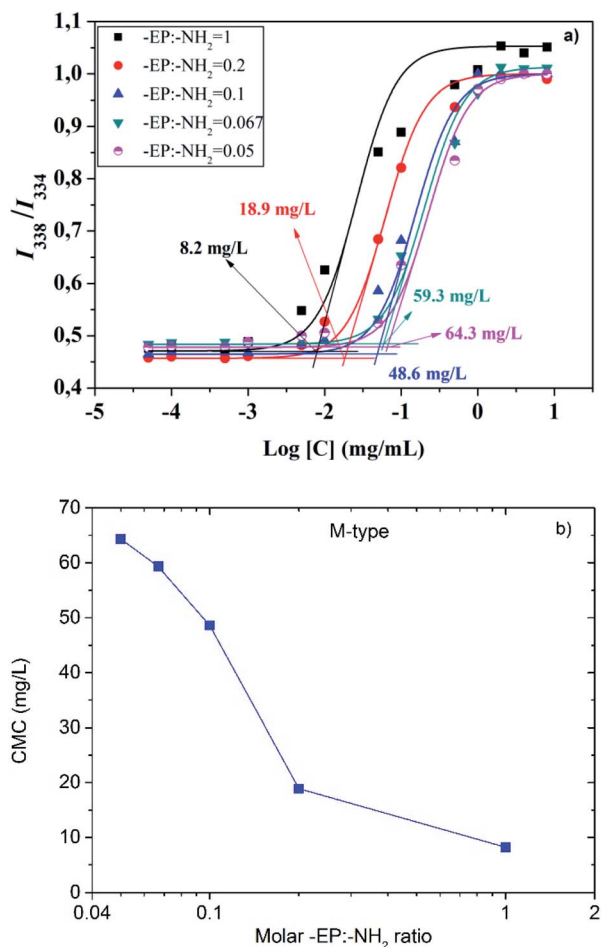 a)
-EP:-NH₂=1
-EP:-NH₂=0.2
-EP:-NH₂=0.1
-EP:-NH₂=0.067
-EP:-NH₂=0.05
18.9 mg/L
8.2 mg/L
59.3 mg/L
64.3 mg/L
48.6 mg/L
1,1
1,0
0,9
0,8
0,7
0,6
0,5
0,4
I₃₃₈/I₃₃₄
-5 -4 -3 -2 -1 0 1 2
Log [C] (mg/mL)
M-type b)
70
60
50
40
30
20
10
0
CMC (mg/L)
0.04 0.1 1 2
Molar -EP:-NH₂ ratio